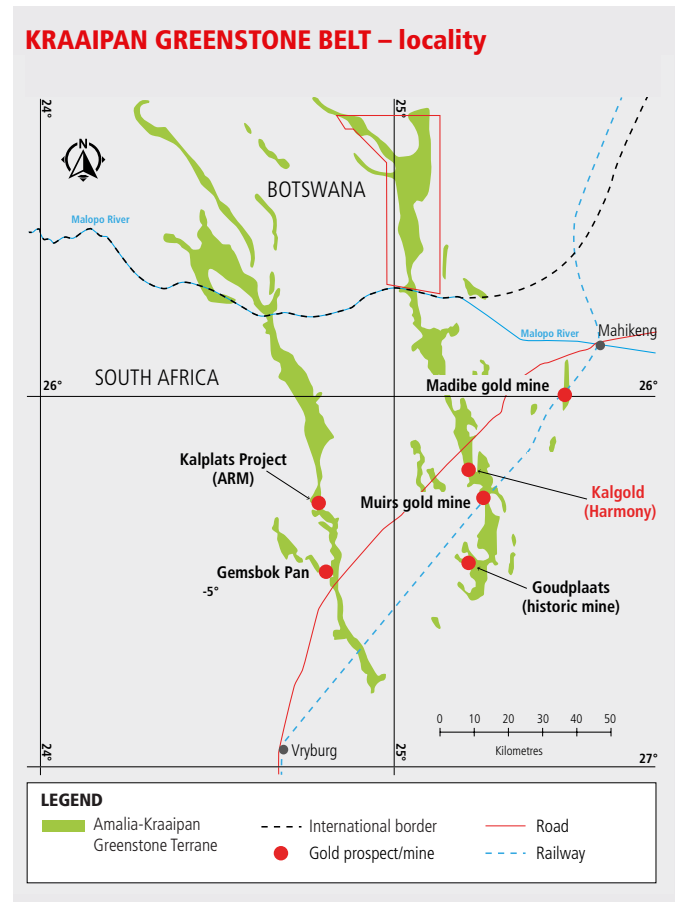 KRAAIPAN GREENSTONE BELT – locality
24°
25°
N
BOTSWANA
Malopo River
Malopo River
Mahikeng
SOUTH AFRICA
Madibe gold mine
26°
26°
Kalplats Project
(ARM)
Kalgold
(Harmony)
Muirs gold mine
Gemsbok Pan
-5°
Goudplaats
(historic mine)
0 10 20 30 40 50
Kilometres
Vryburg
24°
25°
27°
LEGEND
Amalia-Kraaipan
Greenstone Terrane
International border
Gold prospect/mine
Road
Railway